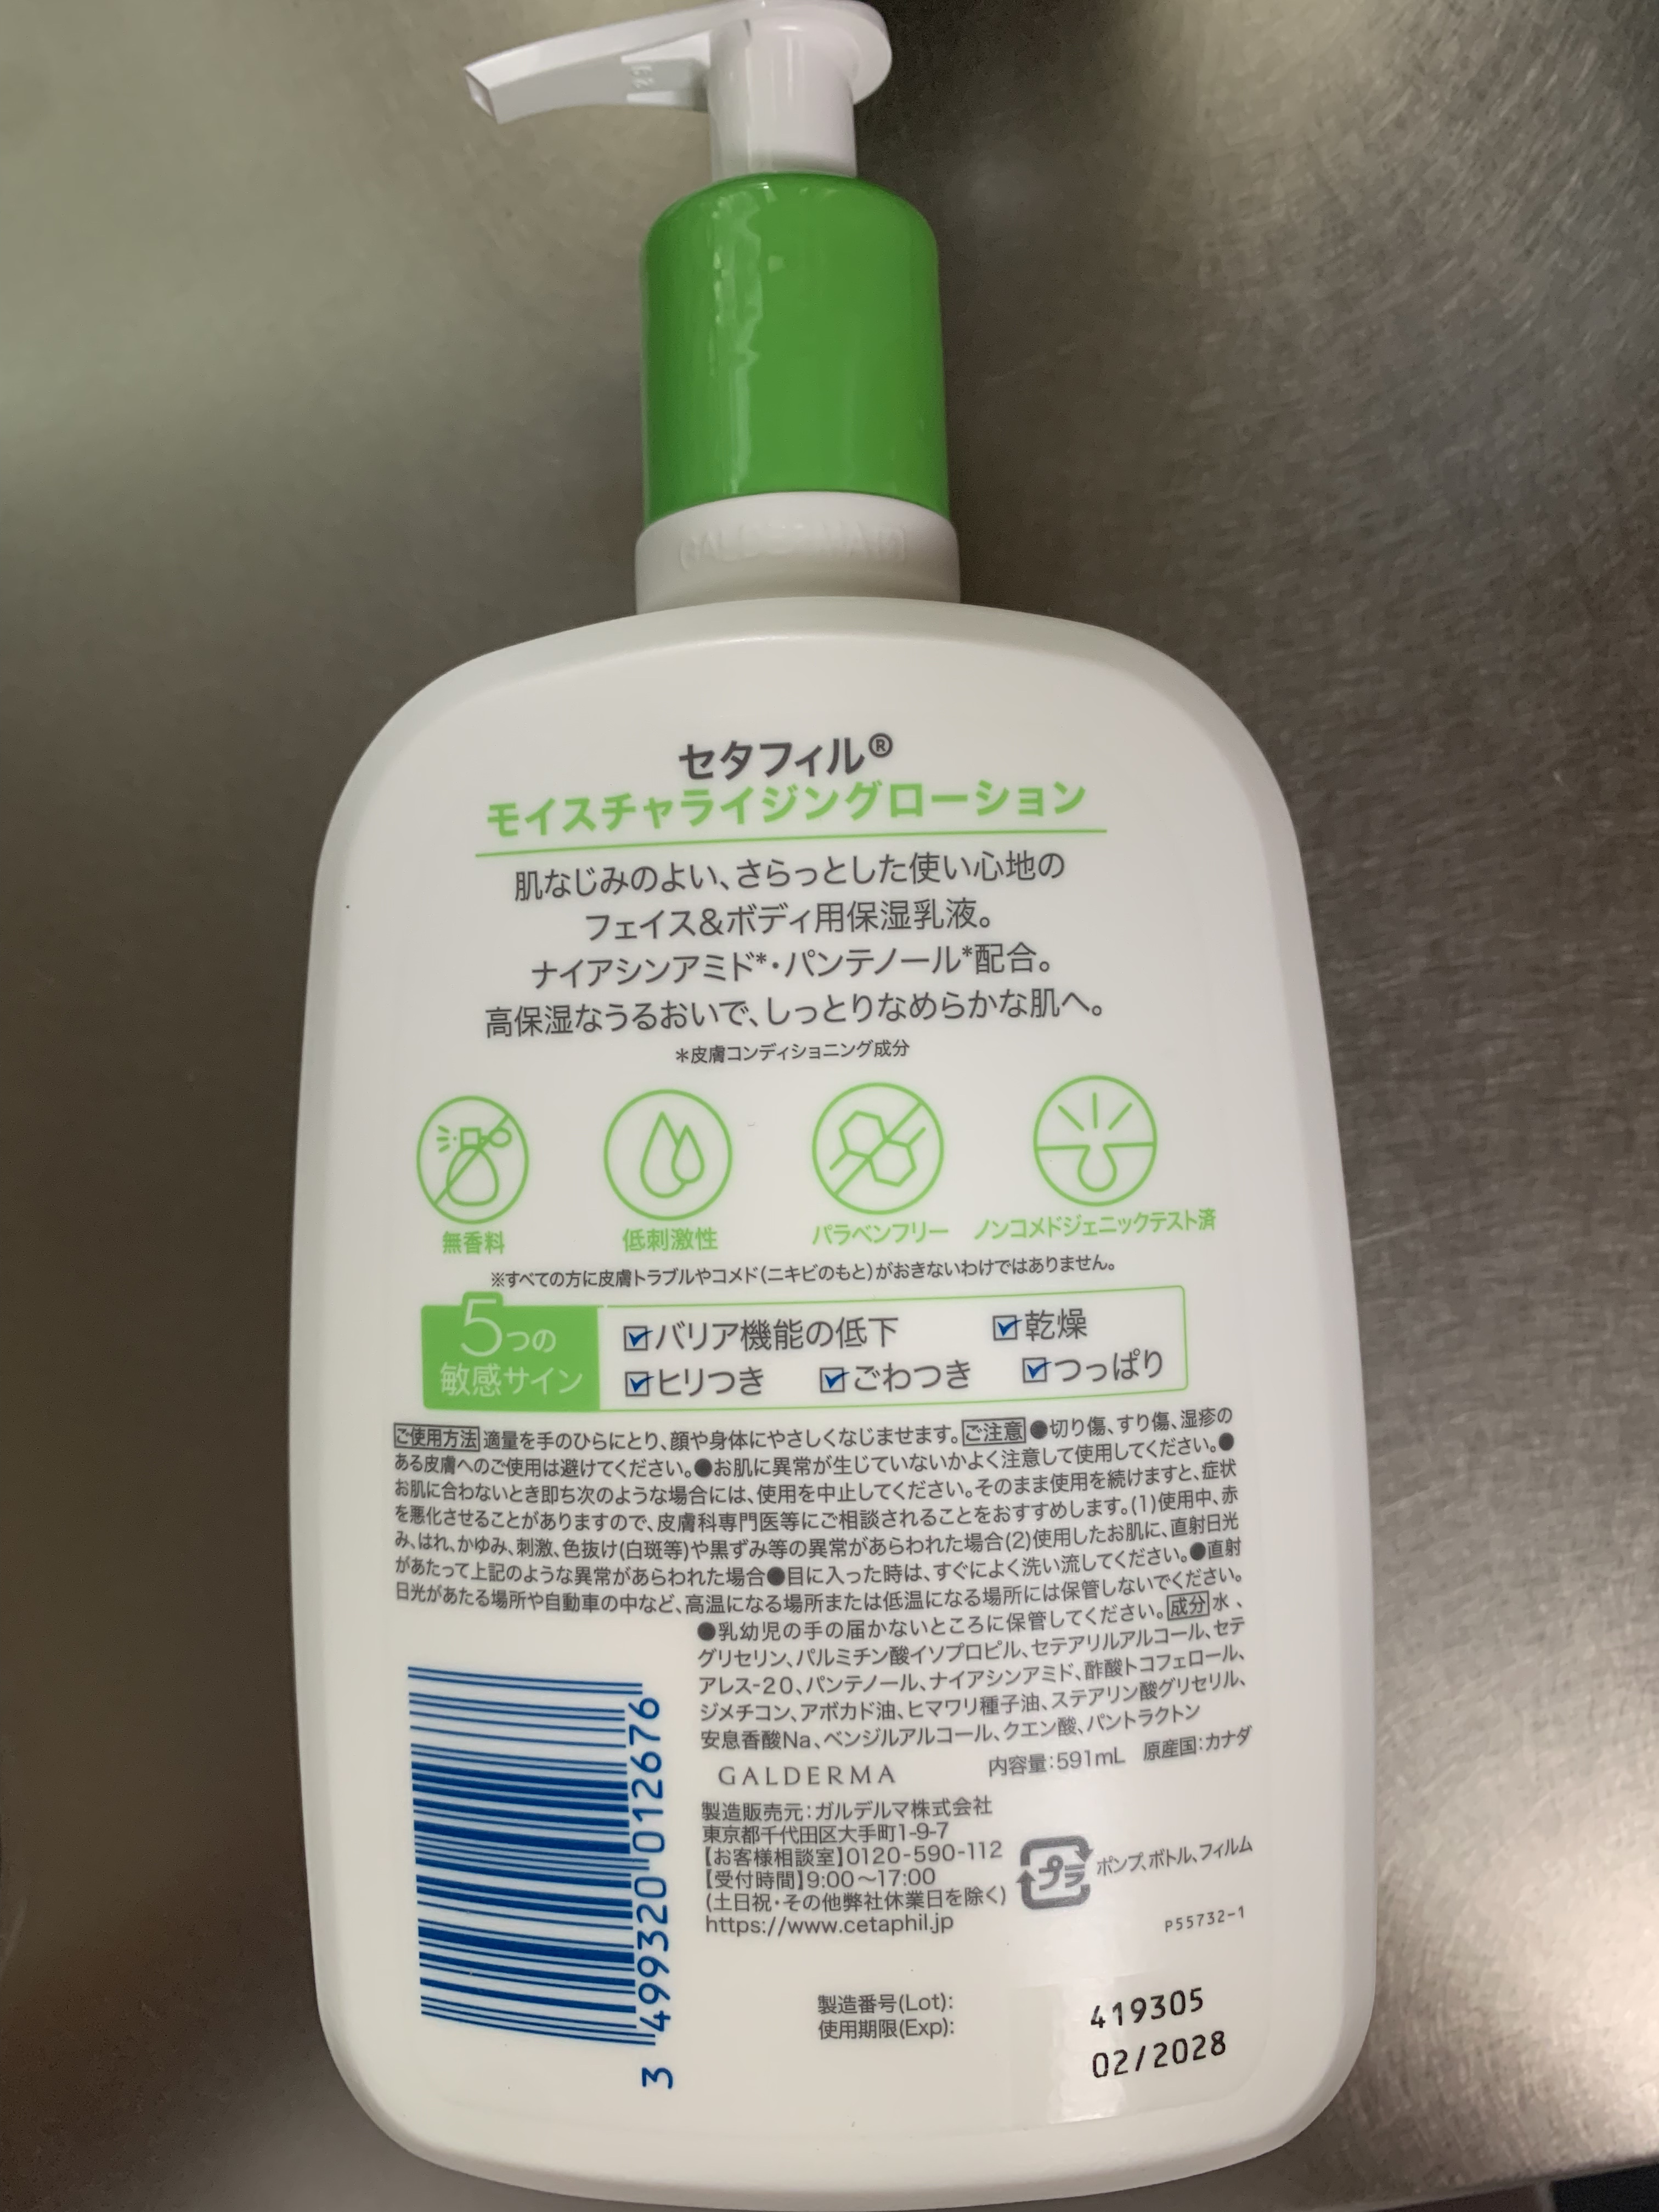 セタフィル®
モイスチャライジングローション
肌なじみのよい、さらっとした使い心地の
フェイス&ボディ用保湿乳液。
ナイアシンアミド*・パンテノール*配合。
高保湿なうるおいで、しっとりなめらかな肌へ。
*皮膚コンディショニング成分
無香料 低刺激性 パラベンフリー ノンコメドジェニックテスト済
※すべての方に皮膚トラブルやコメド(ニキビのもと)がおきないわけではありません。
5つの
敏感サイン
バリア機能の低下 乾燥
ヒリつき ごわつき つっぱり
ご使用方法 適量を手のひらにとり、顔や身体にやさしくなじませます。ご注意 ●切り傷、すり傷、湿疹の
ある皮膚へのご使用は避けてください。●お肌に異常が生じていないかよく注意して使用してください。●
お肌に合わないとき即ち次のような場合には、使用を中止してください。そのまま使用を続けますと、症状
を悪化させることがありますので、皮膚科専門医等にご相談されることをおすすめします。(1)使用中、赤
み、はれ、かゆみ、刺激、色抜け(白斑等)や黒ずみ等の異常があらわれた場合(2)使用したお肌に、直射日光
があたって上記のような異常があらわれた場合●目に入った時は、すぐによく洗い流してください。●直射
日光があたる場所や自動車の中など、高温になる場所または低温になる場所には保管しないでください。
●乳幼児の手の届かないところに保管してください。成分 水、
グリセリン、パルミチン酸イソプロピル、セテアリルアルコール、セテ
アレス-20、パンテノール、ナイアシンアミド、酢酸トコフェロール、
ジメチコン、アボカド油、ヒマワリ種子油、ステアリン酸グリセリル、
安息香酸Na、ベンジルアルコール、クエン酸、パントラクトン
GALDERMA 内容量:591mL 原産国:カナダ
製造販売元:ガルデルマ株式会社
東京都千代田区大手町1-9-7
【お客様相談室】0120-590-112
【受付時間】9:00~17:00
(土日祝・その他弊社休業日を除く)
https://www.cetaphil.jp
プラ ポンプ、ボトル、フィルム
P55732-1
3 499320 012676
製造番号(Lot): 419305
使用期限(Exp): 02/2028